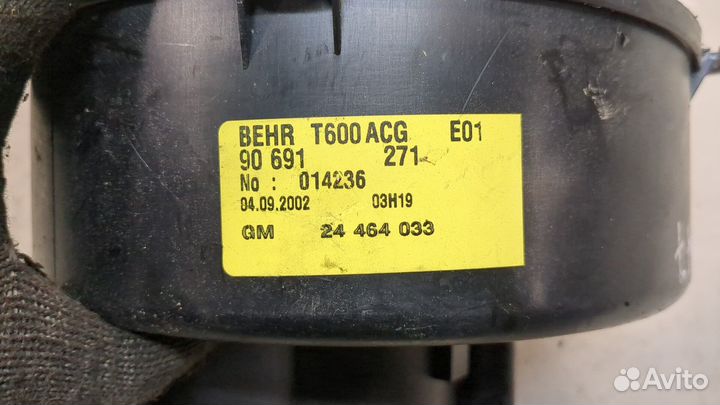 BEHR T600 ACG E01
90 691 271
No : 014236
04.09.2002 03H19
GM 24 464 033
Avito